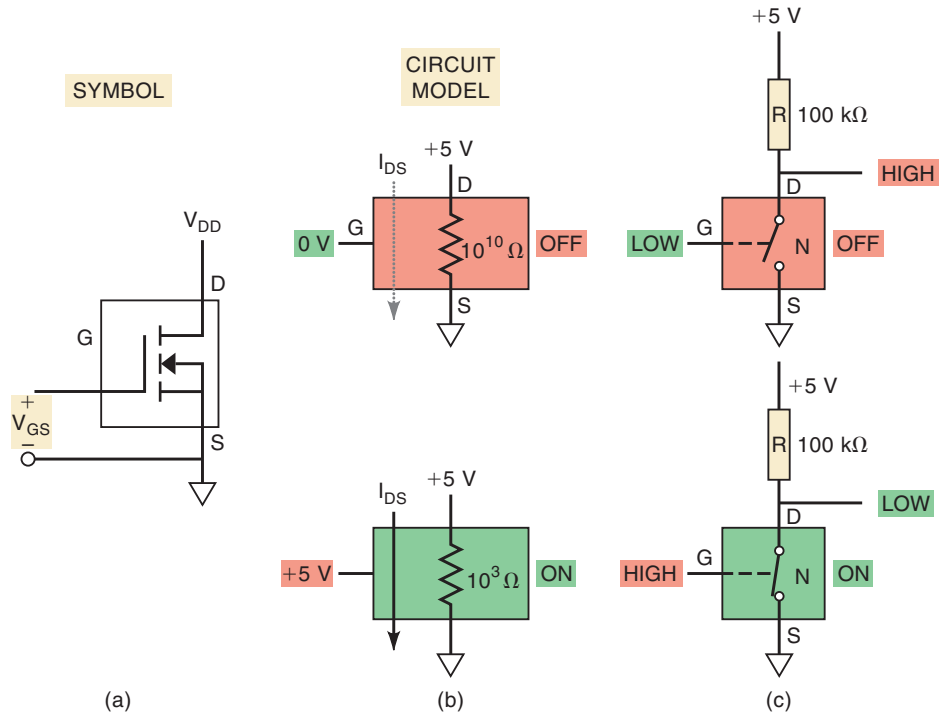 SYMBOL
V_DD
D
G
+
V_GS
−
S
(a)
CIRCUIT
MODEL
I_DS
+5 V
D
0 V
G
10^10 Ω
OFF
S
I_DS
+5 V
+5 V
10^3 Ω
ON
(b)
+5 V
R
100 kΩ
HIGH
D
LOW
G
N
OFF
S
+5 V
R
100 kΩ
LOW
D
HIGH
G
N
ON
S
(c)